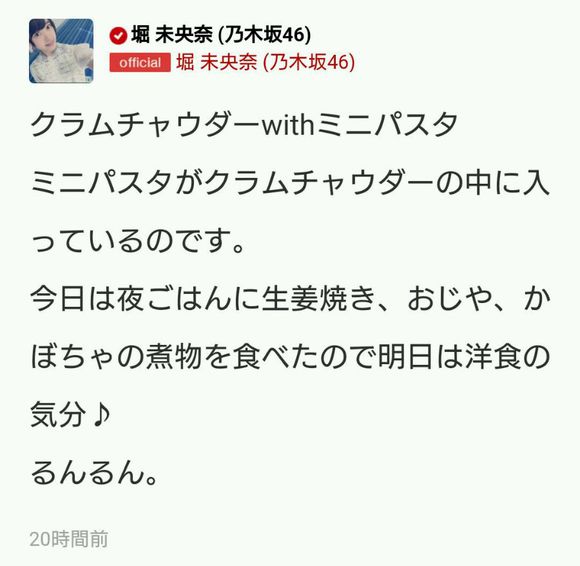 堀 未央奈 (乃木坂46)
official 堀 未央奈 (乃木坂46)
クラムチャウダーwithミニパスタ
ミニパスタがクラムチャウダーの中に入
っているのです。
今日は夜ごはんに生姜焼き、おじや、か
ぼちゃの煮物を食べたので明日は洋食の
気分♪
るんるん。
20時間前